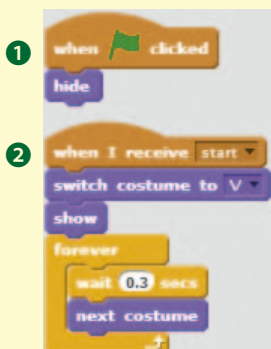 1
when clicked
hide
2
when I receive start
switch costume to V
show
forever
wait 0.3 secs
next costume